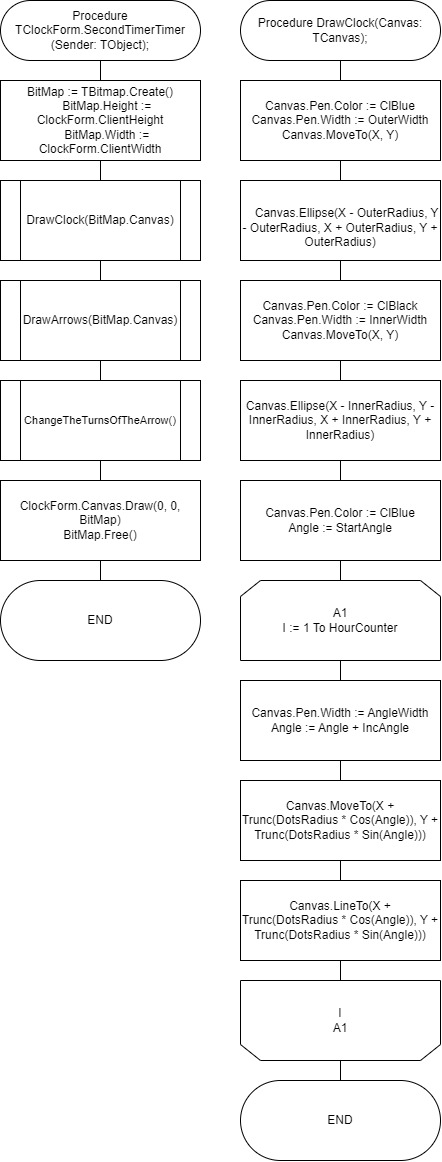 Procedure
TClockForm.SecondTimerTimer
(Sender: TObject);
BitMap := TBitmap.Create()
BitMap.Height :=
ClockForm.ClientHeight
BitMap.Width :=
ClockForm.ClientWidth
DrawClock(BitMap.Canvas)
DrawArrows(BitMap.Canvas)
ChangeTheTurnsOfTheArrow()
ClockForm.Canvas.Draw(0, 0,
BitMap)
BitMap.Free()
END
Procedure DrawClock(Canvas:
TCanvas);
Canvas.Pen.Color := ClBlue
Canvas.Pen.Width := OuterWidth
Canvas.MoveTo(X, Y)
Canvas.Ellipse(X - OuterRadius, Y
- OuterRadius, X + OuterRadius, Y +
OuterRadius)
Canvas.Pen.Color := ClBlack
Canvas.Pen.Width := InnerWidth
Canvas.MoveTo(X, Y)
Canvas.Ellipse(X - InnerRadius, Y -
InnerRadius, X + InnerRadius, Y +
InnerRadius)
Canvas.Pen.Color := ClBlue
Angle := StartAngle
A1
I := 1 To HourCounter
Canvas.Pen.Width := AngleWidth
Angle := Angle + IncAngle
Canvas.MoveTo(X +
Trunc(DotsRadius * Cos(Angle)), Y +
Trunc(DotsRadius * Sin(Angle)))
Canvas.LineTo(X +
Trunc(DotsRadius * Cos(Angle)), Y +
Trunc(DotsRadius * Sin(Angle)))
I
A1
END